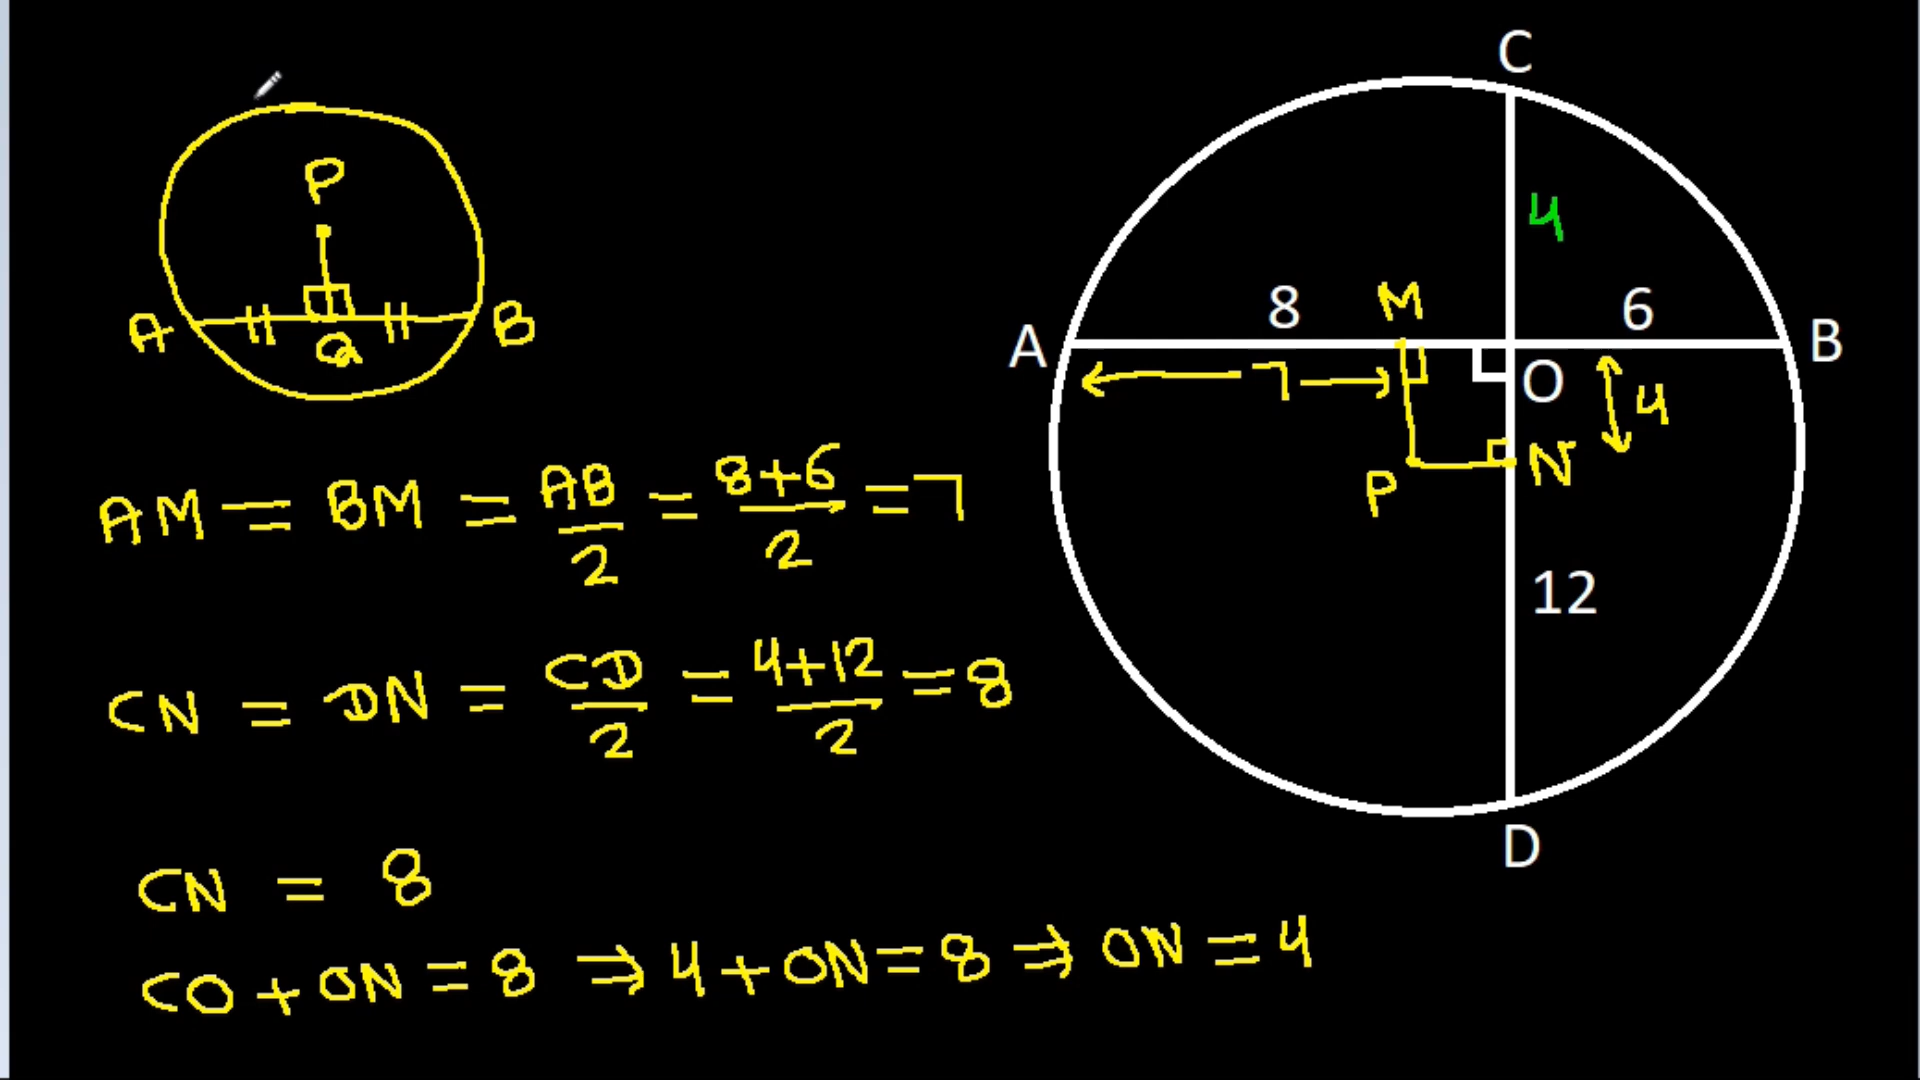 P
A
Q
B
AM = BM = AB/2 = (8+6)/2 = 7
CN = DN = CD/2 = (4+12)/2 = 8
CN = 8
CO + ON = 8 ⇒ 4 + ON = 8 ⇒ ON = 4
C
4
8 M 6
A B
7 O 4
P N
12
D